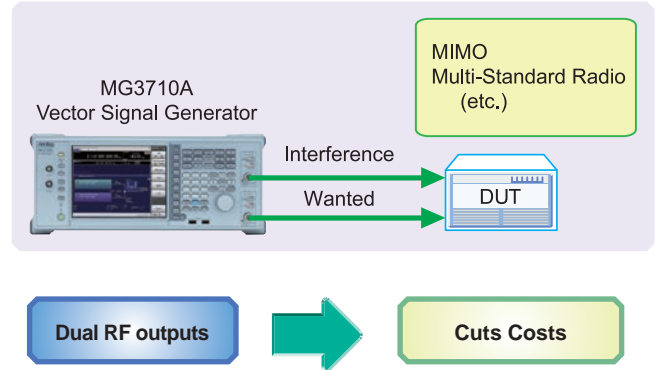 MIMO
Multi-Standard Radio
(etc.)
MG3710A
Vector Signal Generator
Interference
Wanted
DUT
Dual RF outputs
Cuts Costs